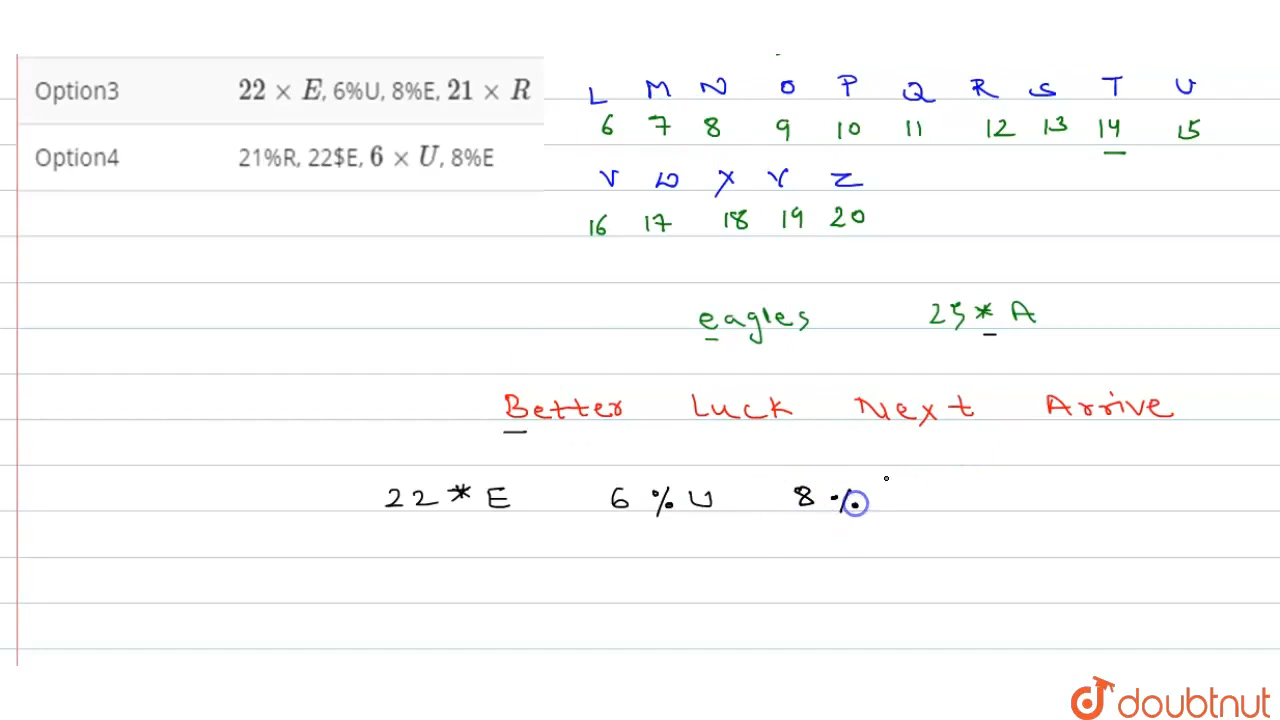 Option3 22 × E, 6%U, 8%E, 21 × R
Option4 21%R, 22$E, 6 × U, 8%E
L M N O P Q R S T U
6 7 8 9 10 11 12 13 14 15
V W X Y Z
16 17 18 19 20
eagles 25 * A
Better Luck Next Arrive
22 * E 6 % U 8 %
doubtnut